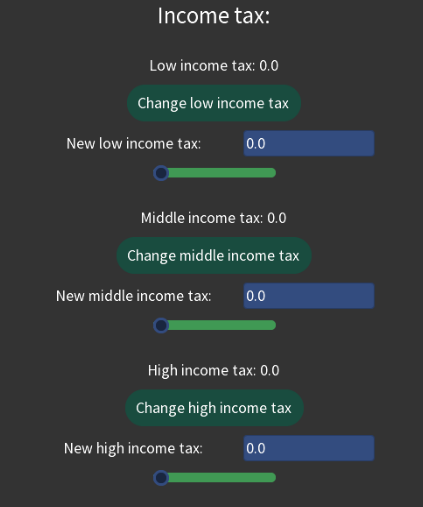 Income tax:
Low income tax: 0.0
Change low income tax
New low income tax: 0.0
Middle income tax: 0.0
Change middle income tax
New middle income tax: 0.0
High income tax: 0.0
Change high income tax
New high income tax: 0.0